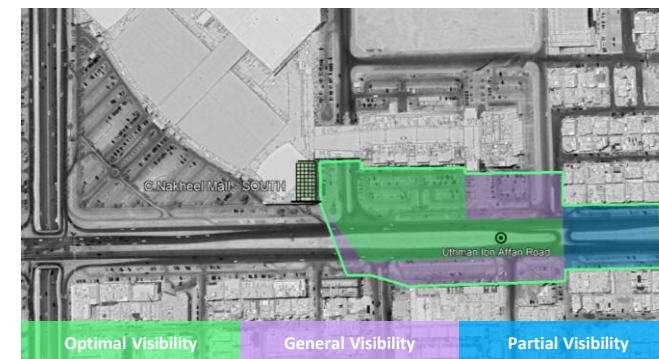 C.Nakheel Mall - SOUTH
Uthman Ibn Affan Road
Optimal Visibility
General Visibility
Partial Visibility